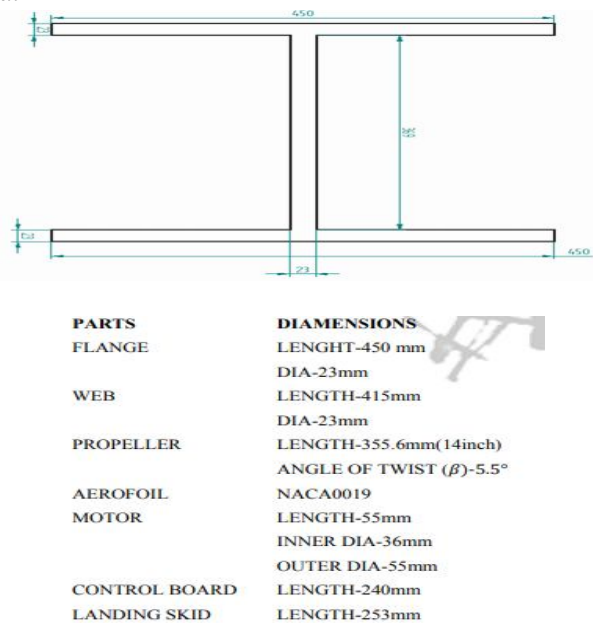 450
23
450
23
PARTS DIAMENSIONS
FLANGE LENGHT-450 mm
DIA-23mm
WEB LENGTH-415mm
DIA-23mm
PROPELLER LENGTH-355.6mm(14inch)
ANGLE OF TWIST (β)-5.5°
AEROFOIL NACA0019
MOTOR LENGTH-55mm
INNER DIA-36mm
OUTER DIA-55mm
CONTROL BOARD LENGTH-240mm
LANDING SKID LENGTH-253mm